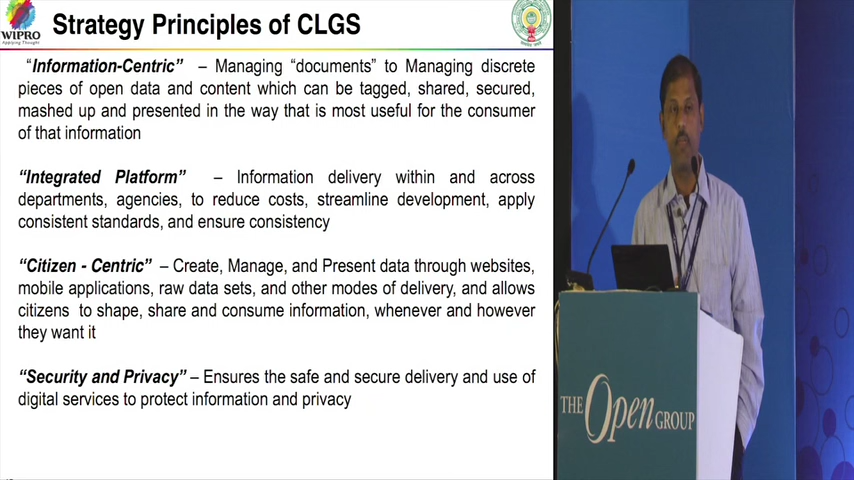 WIPRO
Applying Thought
Strategy Principles of CLGS
“Information-Centric” – Managing “documents” to Managing discrete
pieces of open data and content which can be tagged, shared, secured,
mashed up and presented in the way that is most useful for the consumer
of that information
“Integrated Platform” – Information delivery within and across
departments, agencies, to reduce costs, streamline development, apply
consistent standards, and ensure consistency
“Citizen - Centric” – Create, Manage, and Present data through websites,
mobile applications, raw data sets, and other modes of delivery, and allows
citizens to shape, share and consume information, whenever and however
they want it
“Security and Privacy” – Ensures the safe and secure delivery and use of
digital services to protect information and privacy
THE Open GROUP